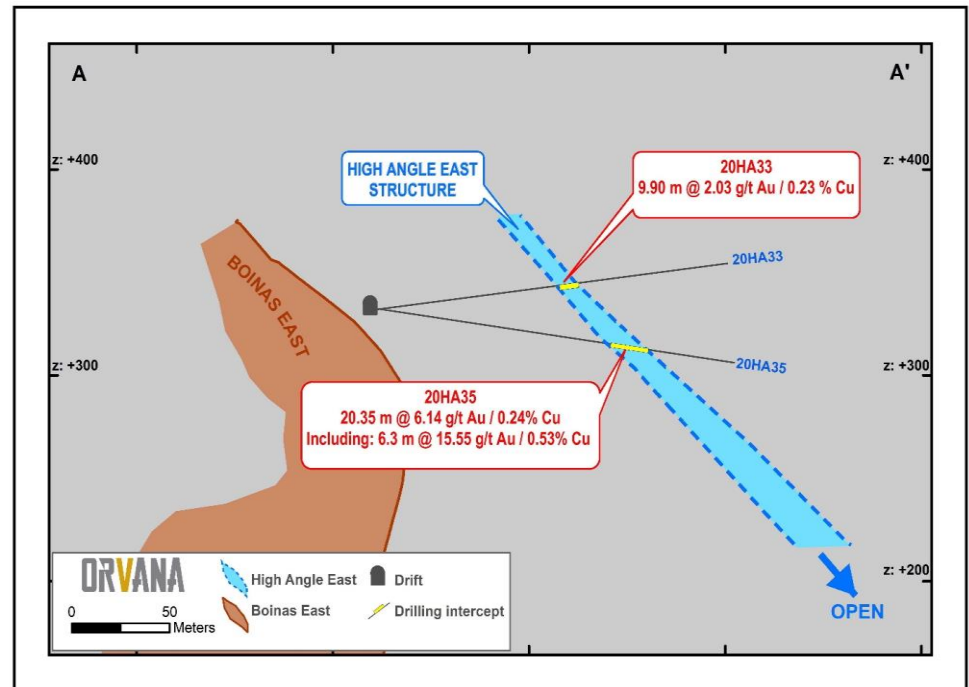 A
A'
z: +400
z: +400
HIGH ANGLE EAST
STRUCTURE
20HA33
9.90 m @ 2.03 g/t Au / 0.23 % Cu
20HA33
BOINAS EAST
z: +300
z: +300
20HA35
20HA35
20.35 m @ 6.14 g/t Au / 0.24% Cu
Including: 6.3 m @ 15.55 g/t Au / 0.53% Cu
z: +200
OPEN
ORVANA
High Angle East
Drift
Boinas East
Drilling intercept
0
50
Meters